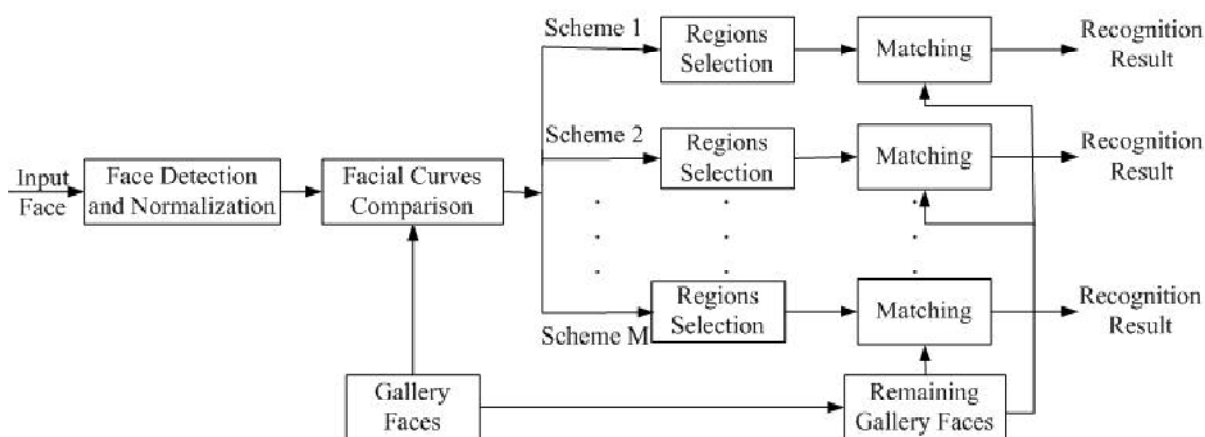 Scheme 1
Regions
Selection
Matching
Recognition
Result
Scheme 2
Regions
Selection
Matching
Recognition
Result
Input
Face
Face Detection
and Normalization
Facial Curves
Comparison
Regions
Selection
Matching
Recognition
Result
Scheme M
Gallery
Faces
Remaining
Gallery Faces